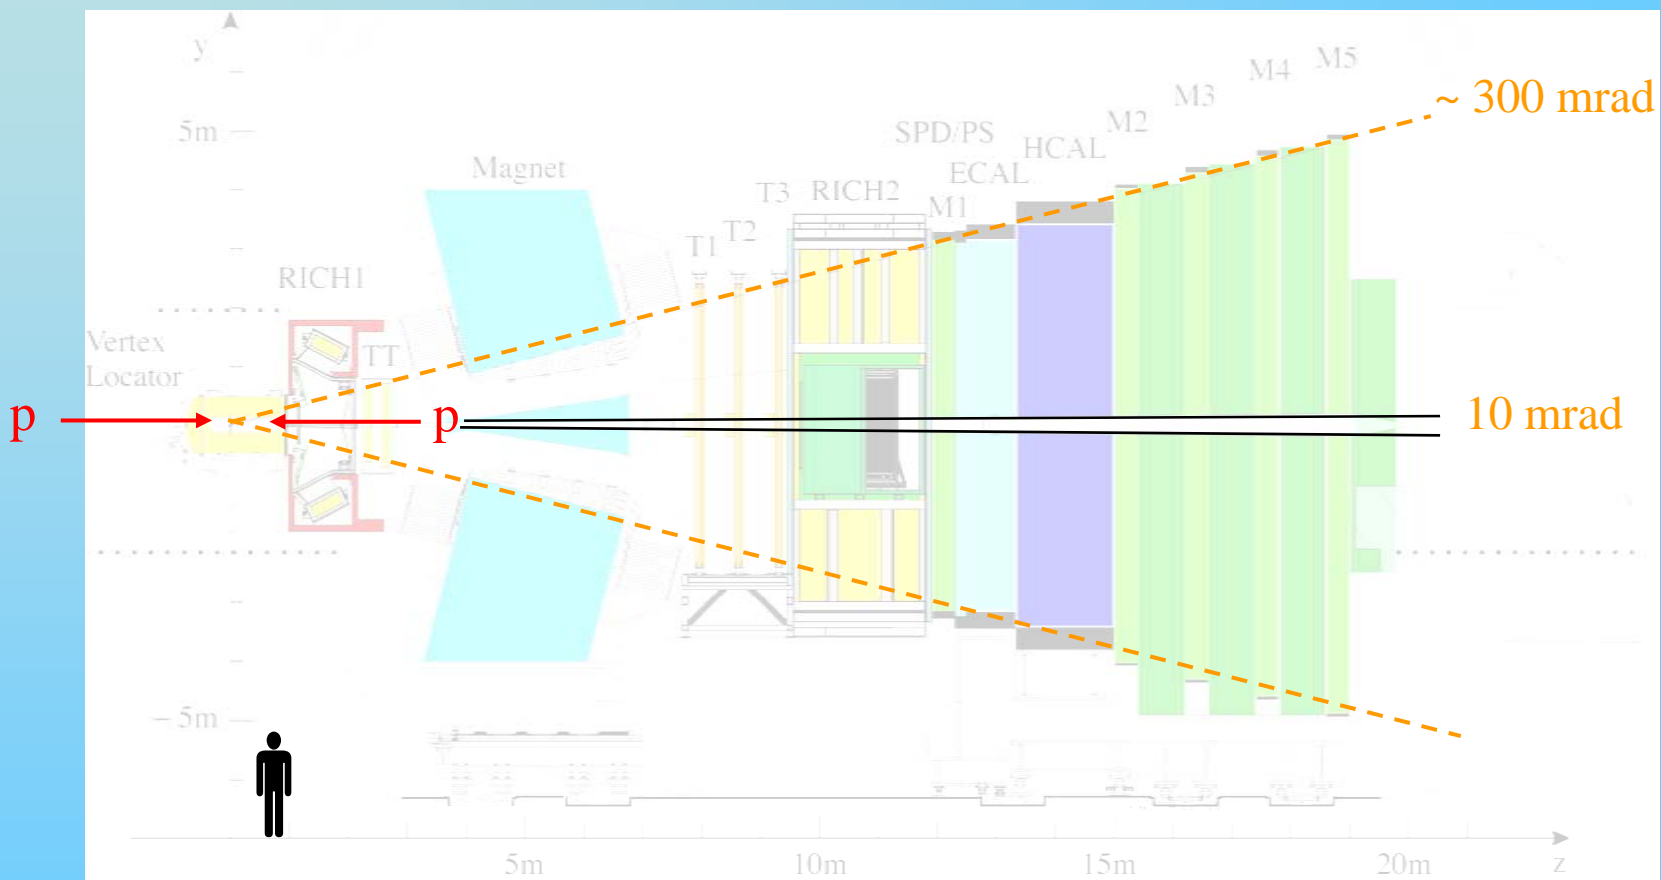 y
5m
Magnet
SPD/PS
ECAL
HCAL
M1
M2
M3
M4
M5
~ 300 mrad
T1
T2
T3
RICH2
RICH1
TT
Vertex
Locator
p
p
10 mrad
− 5m
5m
10m
15m
20m
z